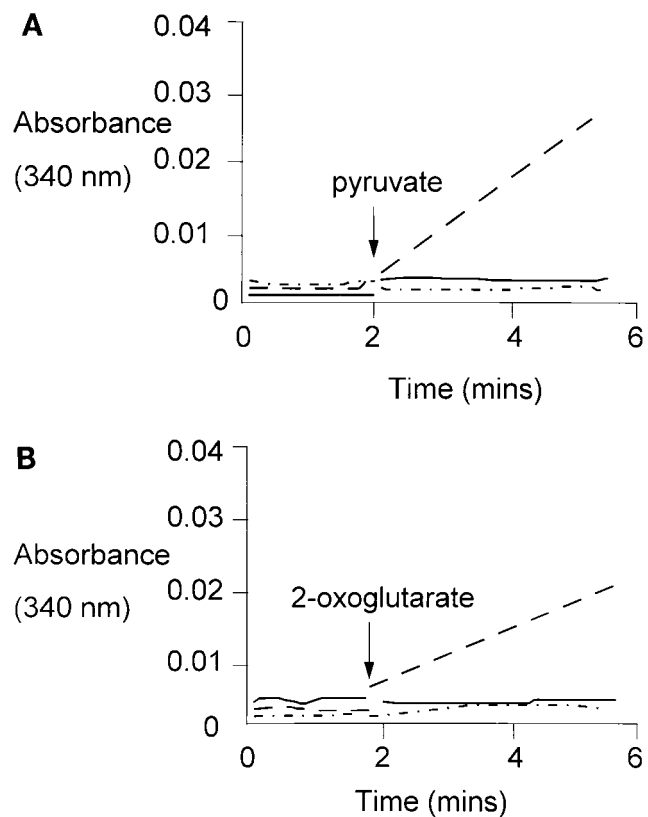 A
0.04
0.03
Absorbance
0.02
(340 nm)
pyruvate
0.01
0
0 2 4 6
Time (mins)
B
0.04
0.03
Absorbance
0.02
(340 nm)
2-oxoglutarate
0.01
0
0 2 4 6
Time (mins)